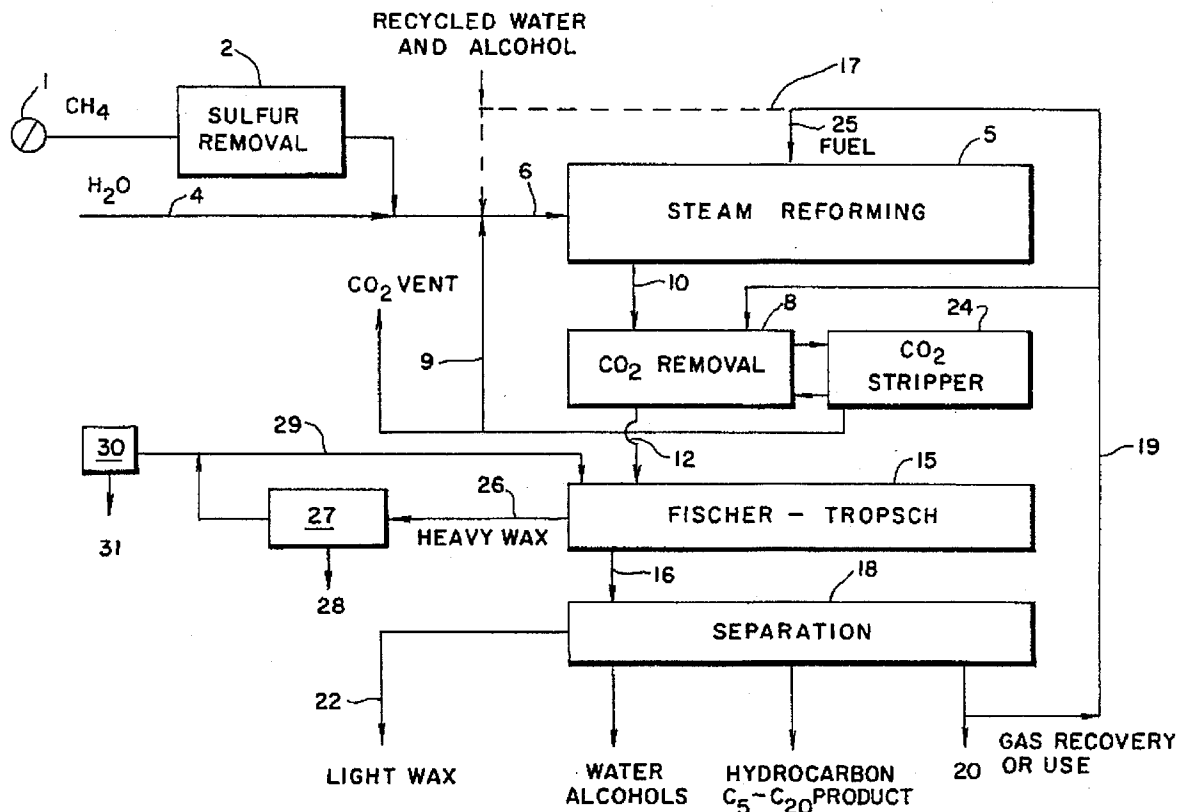 RECYCLED WATER
AND ALCOHOL
1
CH4
2
SULFUR
REMOVAL
17
25
FUEL
5
H2O
4
6
STEAM REFORMING
CO2 VENT
10
8
24
9
CO2 REMOVAL
CO2
STRIPPER
30
29
12
15
19
31
27
26
HEAVY WAX
FISCHER - TROPSCH
28
16
18
SEPARATION
22
LIGHT WAX
WATER
ALCOHOLS
HYDROCARBON
C5~C20 PRODUCT
20
GAS RECOVERY
OR USE